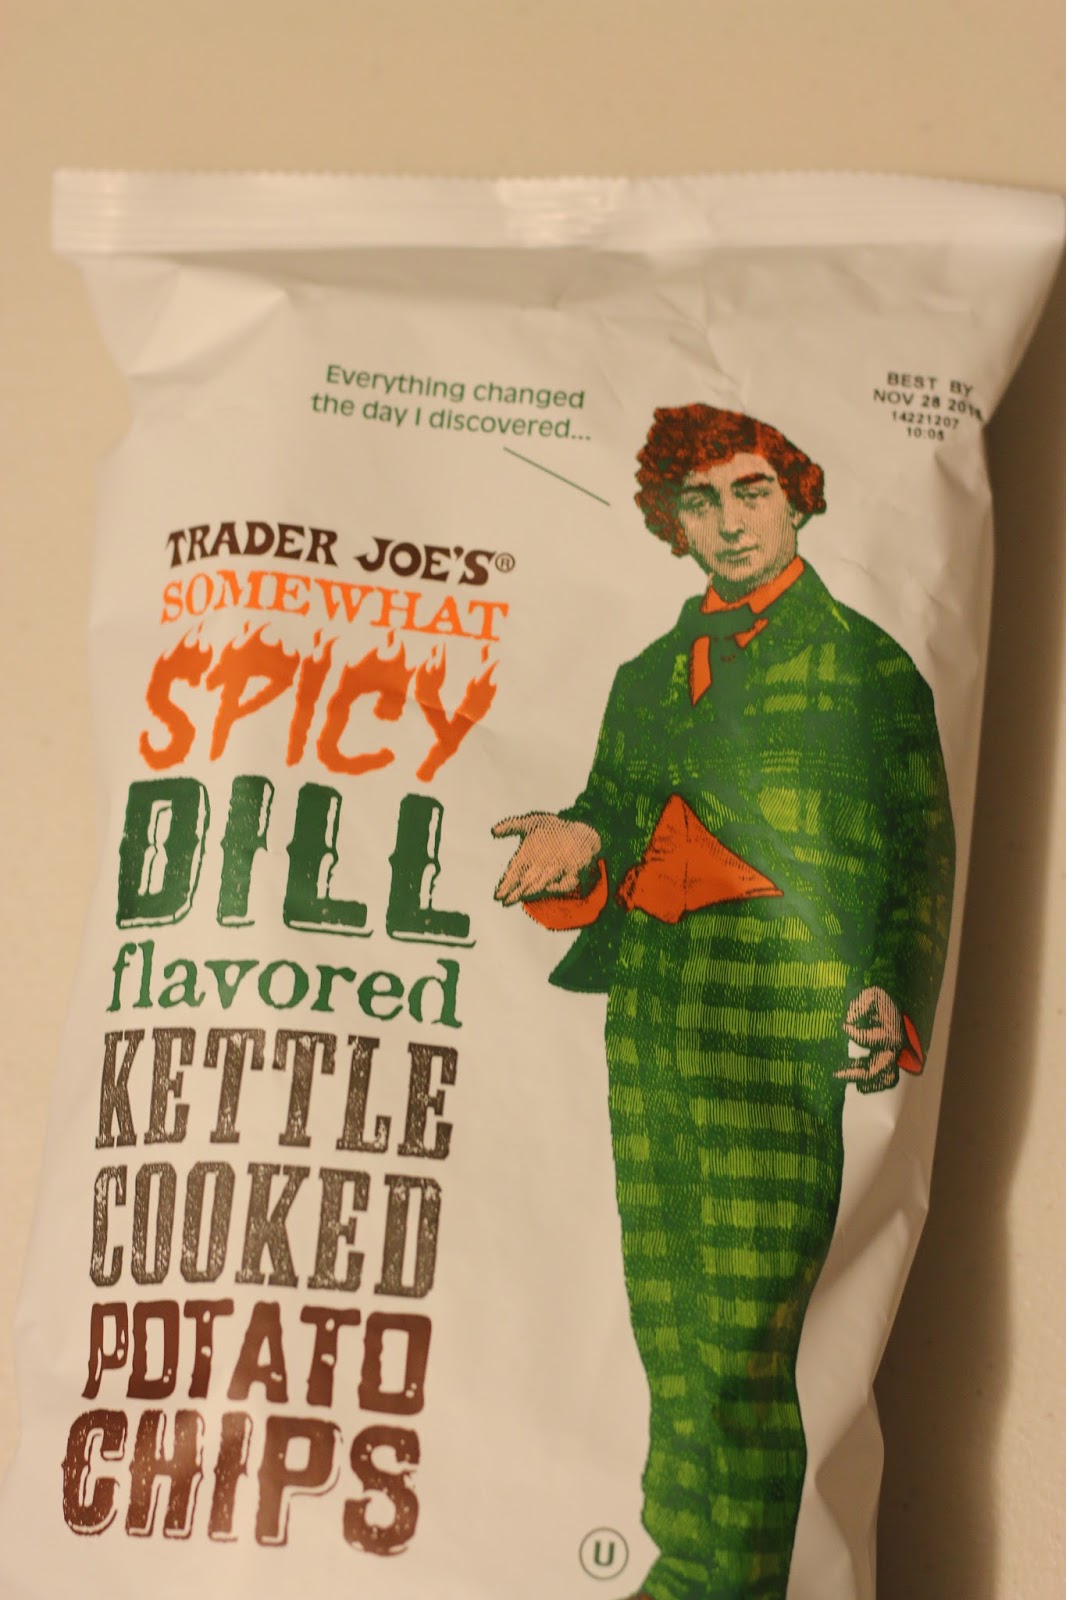 Everything changed
the day I discovered...
BEST BY
NOV 28
14221207
10:08
TRADER JOE'S®
SOMEWHAT
SPICY
DILL
flavored
KETTLE
COOKED
POTATO
CHIPS
U